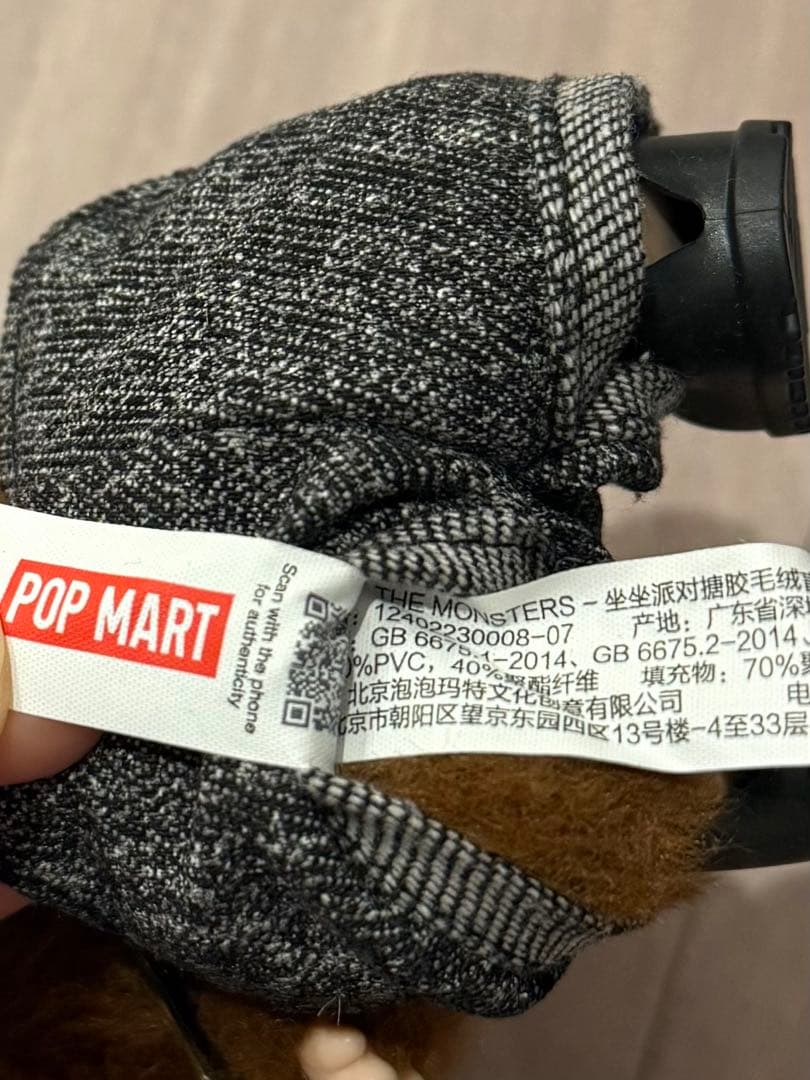 POP MART
Scan with the phone
for authenticity
THE MONSTERS - 坐坐派对搪胶毛绒
12402230008-07 产地: 广东省深
GB 6675.1-2014、GB 6675.2-2014、
%PVC, 40%聚酯纤维 填充物: 70%聚
北京泡泡玛特文化创意有限公司 电
京市朝阳区望京东园四区13号楼-4至33层